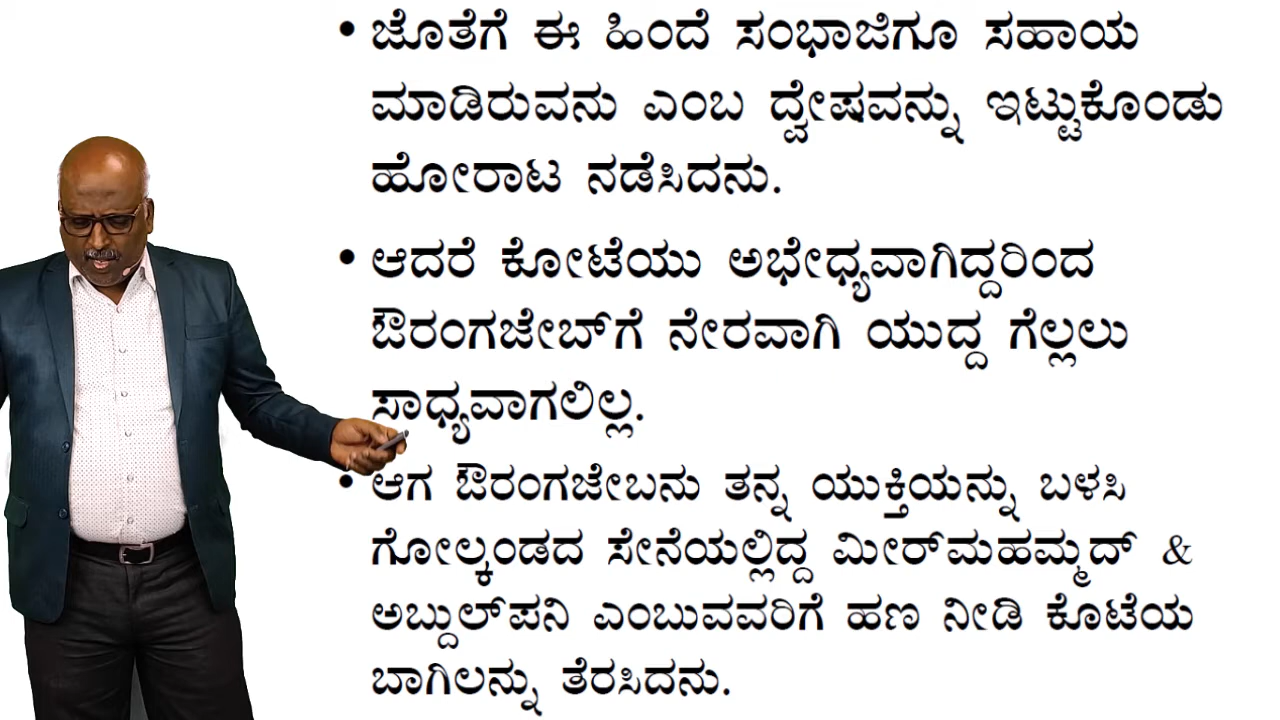 • ಜೊತೆಗೆ ಈ ಹಿಂದೆ ಸಂಭಾಜಿಗೂ ಸಹಾಯ
ಮಾಡಿರುವನು ಎಂಬ ದ್ವೇಷವನ್ನು ಇಟ್ಟುಕೊಂಡು
ಹೋರಾಟ ನಡೆಸಿದನು.
• ಆದರೆ ಕೋಟೆಯು ಅಭೇಧ್ಯವಾಗಿದ್ದರಿಂದ
ಔರಂಗಜೇಬ್‌ಗೆ ನೇರವಾಗಿ ಯುದ್ದ ಗೆಲ್ಲಲು
ಸಾಧ್ಯವಾಗಲಿಲ್ಲ.
• ಆಗ ಔರಂಗಜೇಬನು ತನ್ನ ಯುಕ್ತಿಯನ್ನು ಬಳಸಿ
ಗೋಲ್ಕಂಡದ ಸೇನೆಯಲ್ಲಿದ್ದ ಮೀರ್‌ಮಹಮ್ಮದ್ &
ಅಬ್ದುಲ್‌ಪನಿ ಎಂಬುವವರಿಗೆ ಹಣ ನೀಡಿ ಕೊಟೆಯ
ಬಾಗಿಲನ್ನು ತೆರಸಿದನು.